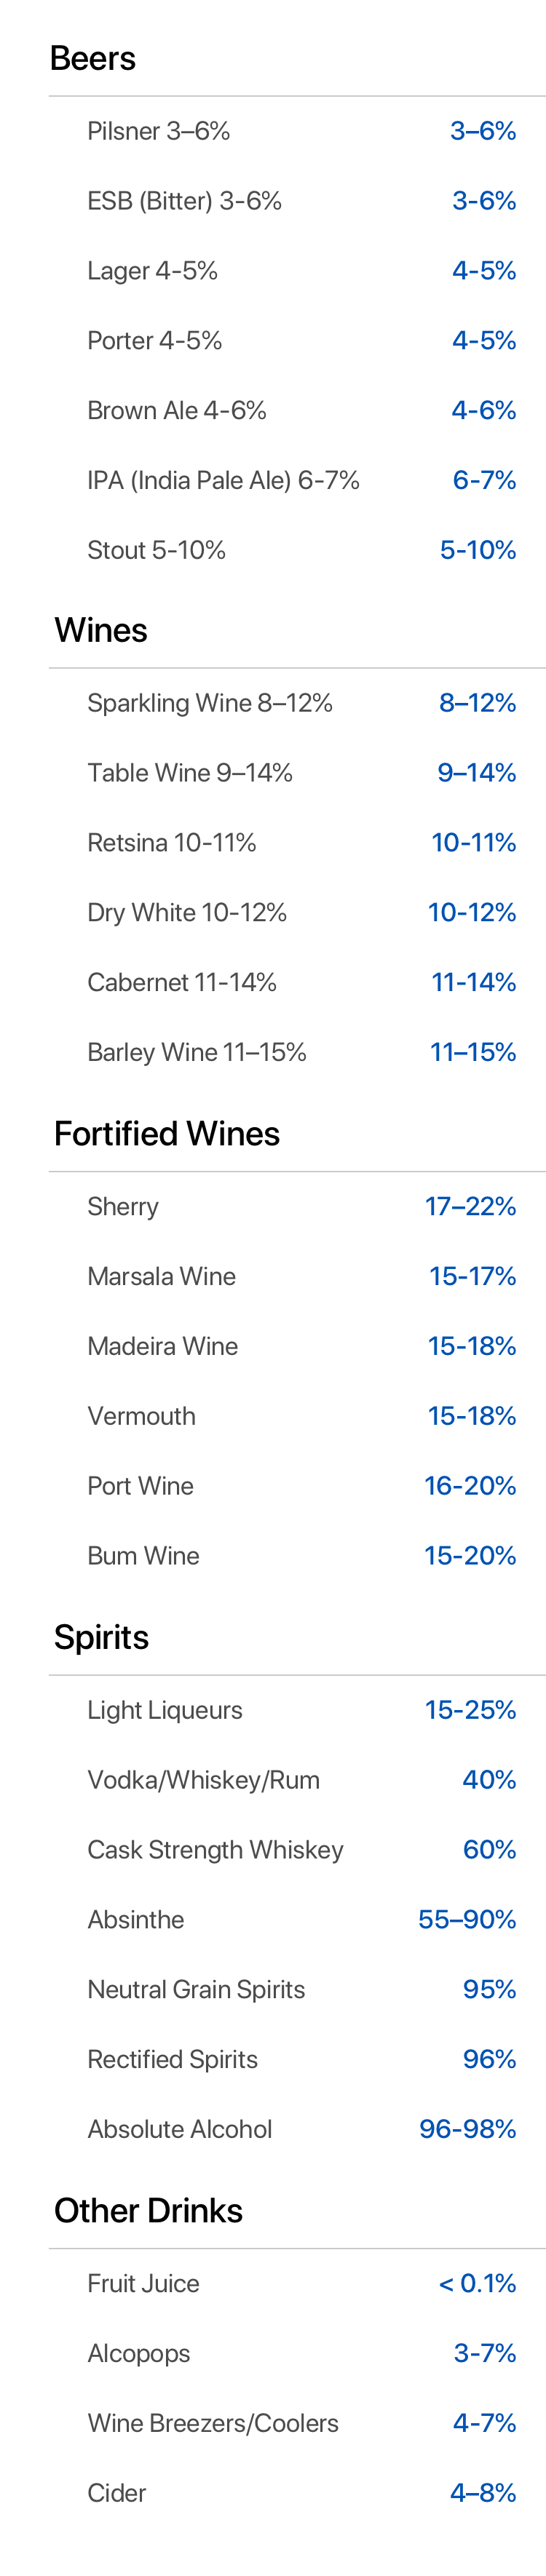 Beers
Pilsner 3–6% 3–6%
ESB (Bitter) 3-6% 3-6%
Lager 4-5% 4-5%
Porter 4-5% 4-5%
Brown Ale 4-6% 4-6%
IPA (India Pale Ale) 6-7% 6-7%
Stout 5-10% 5-10%
Wines
Sparkling Wine 8–12% 8–12%
Table Wine 9–14% 9–14%
Retsina 10-11% 10-11%
Dry White 10-12% 10-12%
Cabernet 11-14% 11-14%
Barley Wine 11–15% 11–15%
Fortified Wines
Sherry 17–22%
Marsala Wine 15-17%
Madeira Wine 15-18%
Vermouth 15-18%
Port Wine 16-20%
Bum Wine 15-20%
Spirits
Light Liqueurs 15-25%
Vodka/Whiskey/Rum 40%
Cask Strength Whiskey 60%
Absinthe 55–90%
Neutral Grain Spirits 95%
Rectified Spirits 96%
Absolute Alcohol 96-98%
Other Drinks
Fruit Juice < 0.1%
Alcopops 3-7%
Wine Breezers/Coolers 4-7%
Cider 4–8%